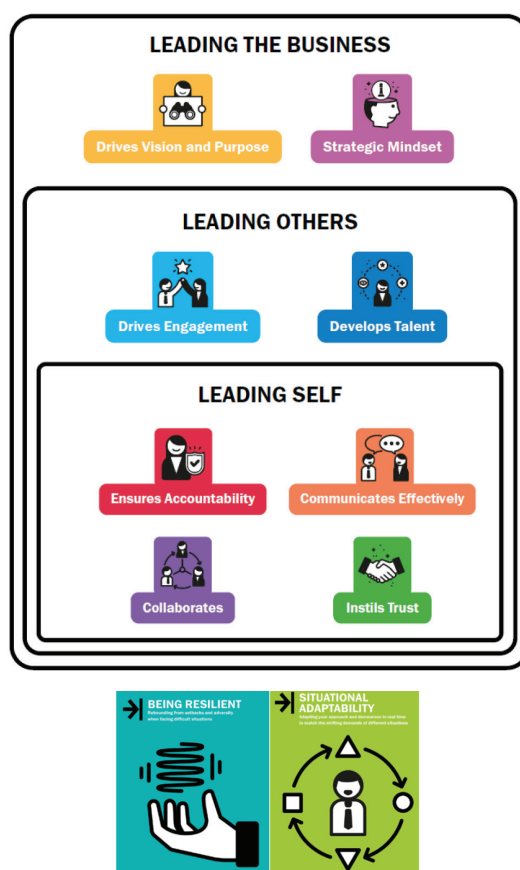 LEADING THE BUSINESS
Drives Vision and Purpose
Strategic Mindset
LEADING OTHERS
Drives Engagement
Develops Talent
LEADING SELF
Ensures Accountability
Communicates Effectively
Collaborates
Instils Trust
BEING RESILIENT
Rebounding from setbacks and adversity
when facing difficult situations
SITUATIONAL
ADAPTABILITY
Adapting your approach and demeanour in real time
to match the shifting demands of different situations